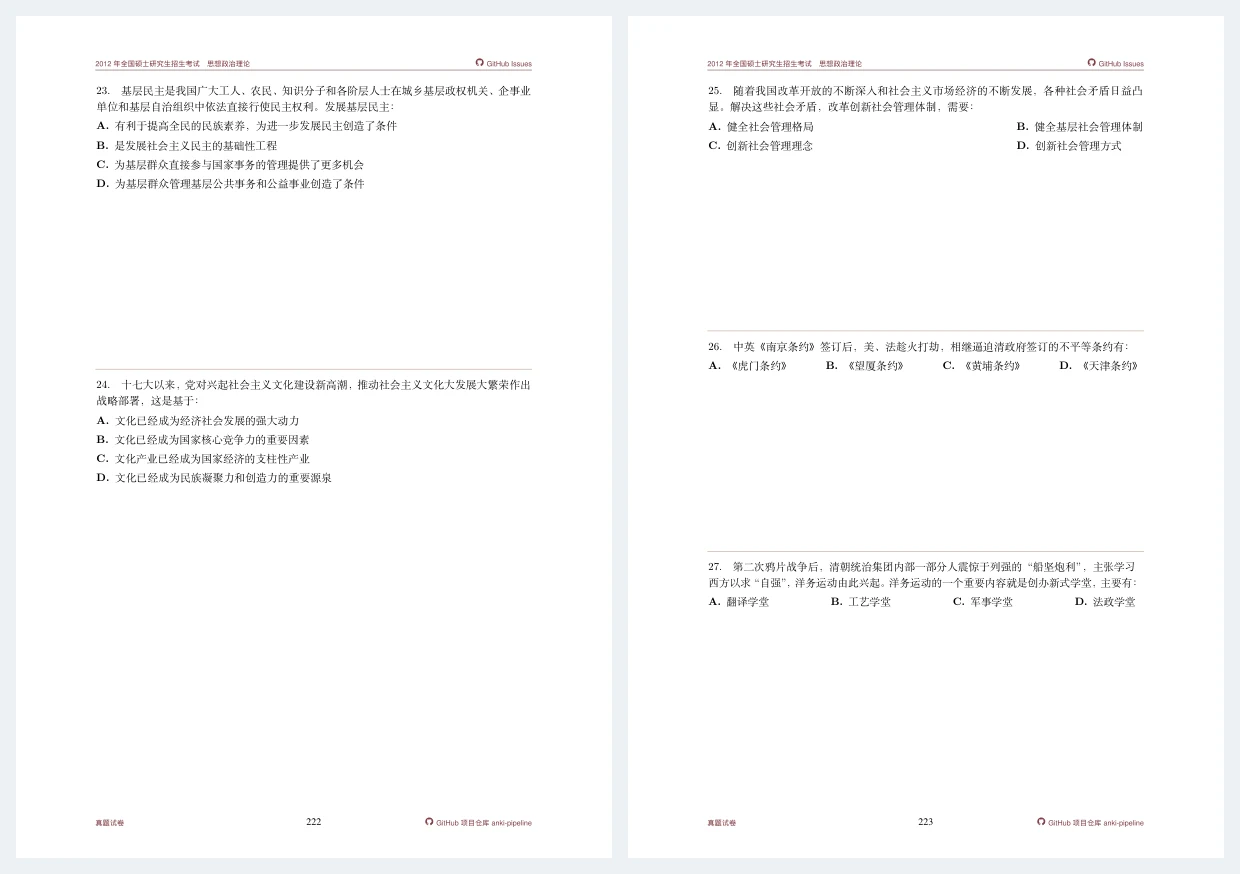 2012 年全国硕士研究生招生考试 思想政治理论 GitHub Issues
23. 基层民主是我国广大工人、农民、知识分子和各阶层人士在城乡基层政权机关、企事业
单位和基层自治组织中依法直接行使民主权利。发展基层民主：
A. 有利于提高全民的民族素养，为进一步发展民主创造了条件
B. 是发展社会主义民主的基础性工程
C. 为基层群众直接参与国家事务的管理提供了更多机会
D. 为基层群众管理基层公共事务和公益事业创造了条件
24. 十七大以来，党对兴起社会主义文化建设新高潮，推动社会主义文化大发展大繁荣作出
战略部署，这是基于：
A. 文化已经成为经济社会发展的强大动力
B. 文化已经成为国家核心竞争力的重要因素
C. 文化产业已经成为国家经济的支柱性产业
D. 文化已经成为民族凝聚力和创造力的重要源泉
真题试卷 222 GitHub 项目仓库 anki-pipeline
2012 年全国硕士研究生招生考试 思想政治理论 GitHub Issues
25. 随着我国改革开放的不断深入和社会主义市场经济的不断发展，各种社会矛盾日益凸
显。解决这些社会矛盾，改革创新社会管理体制，需要：
A. 健全社会管理格局 B. 健全基层社会管理体制
C. 创新社会管理理念 D. 创新社会管理方式
26. 中英《南京条约》签订后，美、法趁火打劫，相继逼迫清政府签订的不平等条约有：
A. 《虎门条约》 B. 《望厦条约》 C. 《黄埔条约》 D. 《天津条约》
27. 第二次鸦片战争后，清朝统治集团内部一部分人震惊于列强的“船坚炮利”，主张学习
西方以求“自强”，洋务运动由此兴起。洋务运动的一个重要内容就是创办新式学堂，主要有：
A. 翻译学堂 B. 工艺学堂 C. 军事学堂 D. 法政学堂
真题试卷 223 GitHub 项目仓库 anki-pipeline